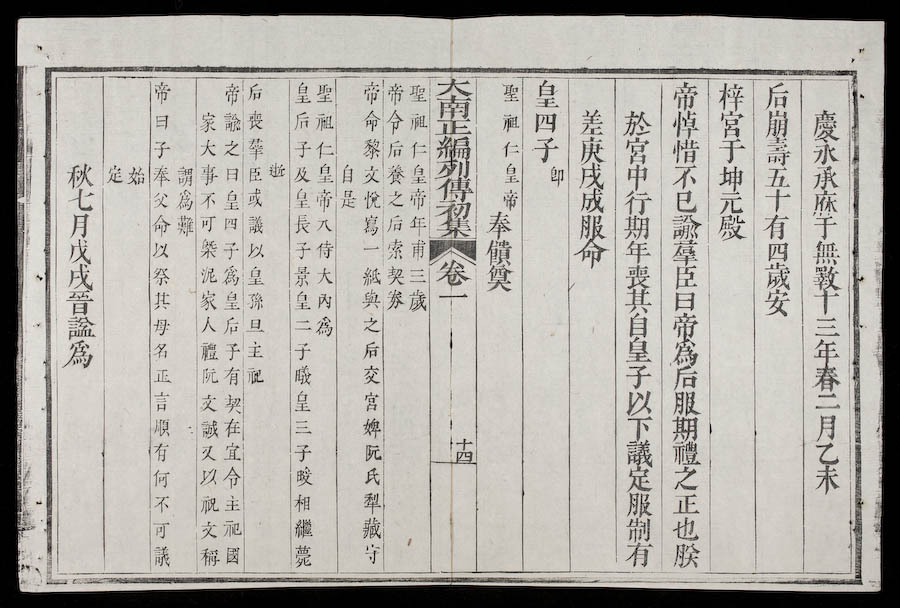 慶永承庥于無斁十三年春二月乙未
后崩壽五十有四歲安
梓宮于坤元殿
帝悼惜不已諭羣臣曰帝為后服期禮之正也朕
於宮中行期年喪其自皇子以下議定服制有
差庚戌成服命
皇四子即
聖祖仁皇帝奉饋奠
大南正編列傳初集 卷一 十四
聖祖仁皇帝年甫三歲
帝令后養之后索契券
帝命黎文悅寫一紙與之后交宮婢阮氏犁藏守
自是
聖祖仁皇帝入侍大內為
皇后子及皇長子景皇二子曦皇三子晙相繼薨
逝
后喪羣臣或議以皇孫旦主祀
帝諭之曰皇四子為皇后子有契在宜令主祀國
家大事不可槩泥家人禮阮文誠又以祝文稱
謂為難
帝曰子奉父命以祭其母名正言順有何不可議
始
定
秋七月戊戌晉謚為